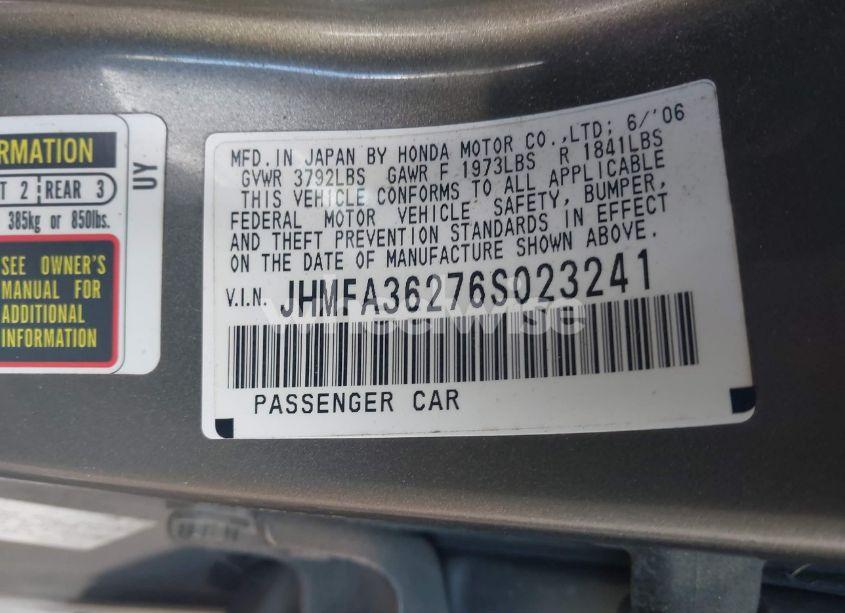 RMATION
T 2 REAR 3
385kg or 850lbs.
SEE OWNER'S
MANUAL FOR
ADDITIONAL
INFORMATION
UY
MFD. IN JAPAN BY HONDA MOTOR CO.,LTD; 6/'06
GVWR 3792LBS GAWR F 1973LBS R 1841LBS
THIS VEHICLE CONFORMS TO ALL APPLICABLE
FEDERAL MOTOR VEHICLE SAFETY, BUMPER,
AND THEFT PREVENTION STANDARDS IN EFFECT
ON THE DATE OF MANUFACTURE SHOWN ABOVE.
V.I.N. JHMFA36276S023241
PASSENGER CAR